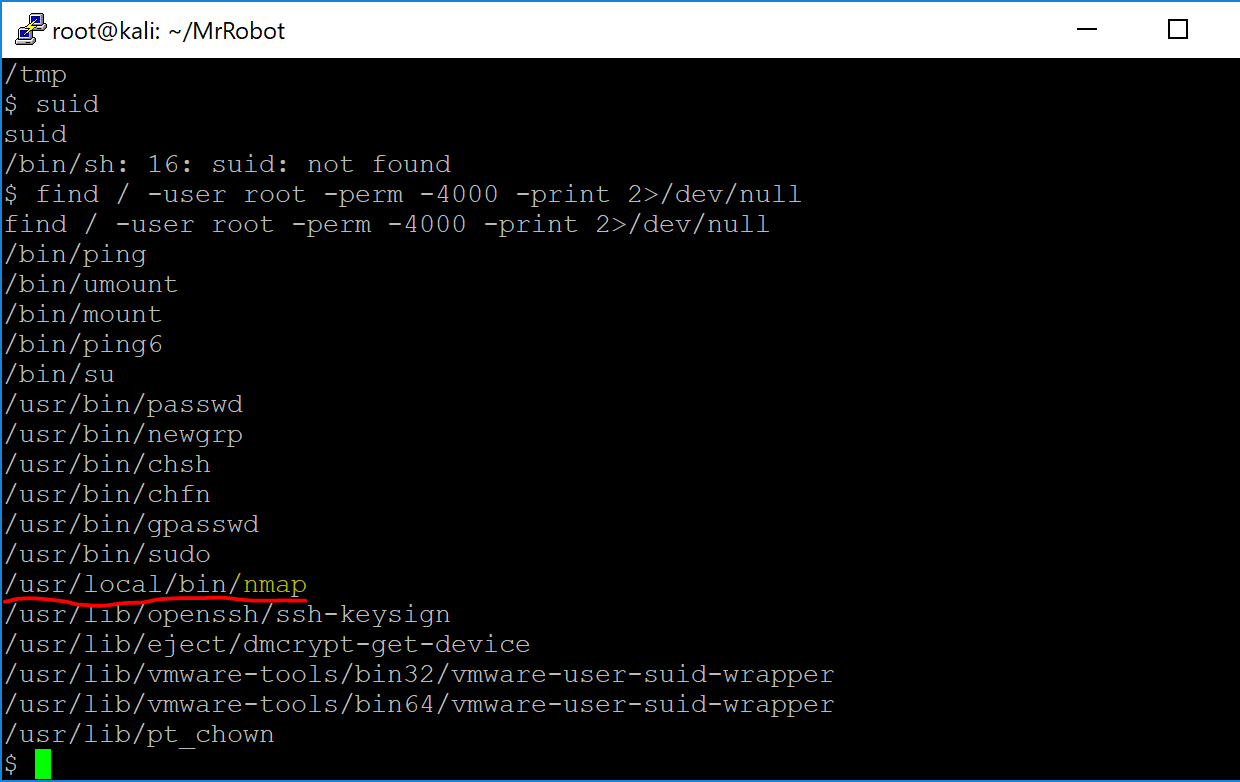 root@kali: ~/MrRobot
/tmp
$ suid
suid
/bin/sh: 16: suid: not found
$ find / -user root -perm -4000 -print 2>/dev/null
find / -user root -perm -4000 -print 2>/dev/null
/bin/ping
/bin/umount
/bin/mount
/bin/ping6
/bin/su
/usr/bin/passwd
/usr/bin/newgrp
/usr/bin/chsh
/usr/bin/chfn
/usr/bin/gpasswd
/usr/bin/sudo
/usr/local/bin/nmap
/usr/lib/openssh/ssh-keysign
/usr/lib/eject/dmcrypt-get-device
/usr/lib/vmware-tools/bin32/vmware-user-suid-wrapper
/usr/lib/vmware-tools/bin64/vmware-user-suid-wrapper
/usr/lib/pt_chown
$